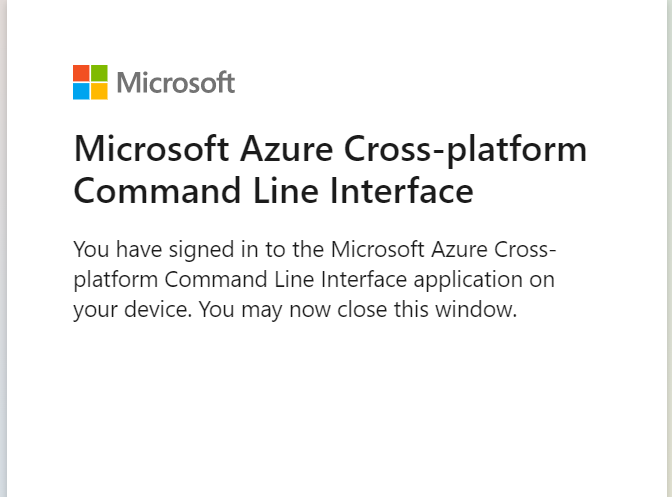 Microsoft
Microsoft Azure Cross-platform
Command Line Interface
You have signed in to the Microsoft Azure Cross-
platform Command Line Interface application on
your device. You may now close this window.